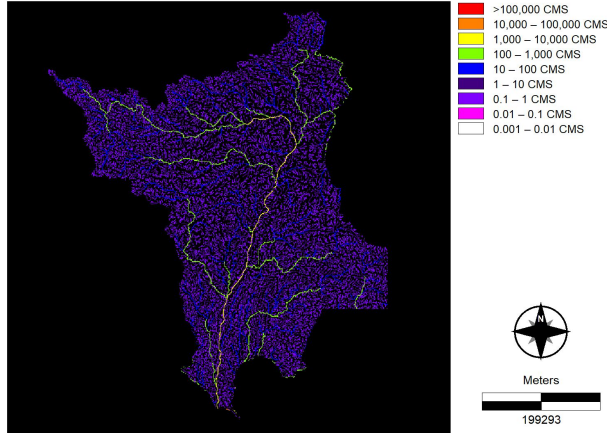 >100,000 CMS
10,000 – 100,000 CMS
1,000 – 10,000 CMS
100 – 1,000 CMS
10 – 100 CMS
1 – 10 CMS
0.1 – 1 CMS
0.01 – 0.1 CMS
0.001 – 0.01 CMS
N
Meters
199293